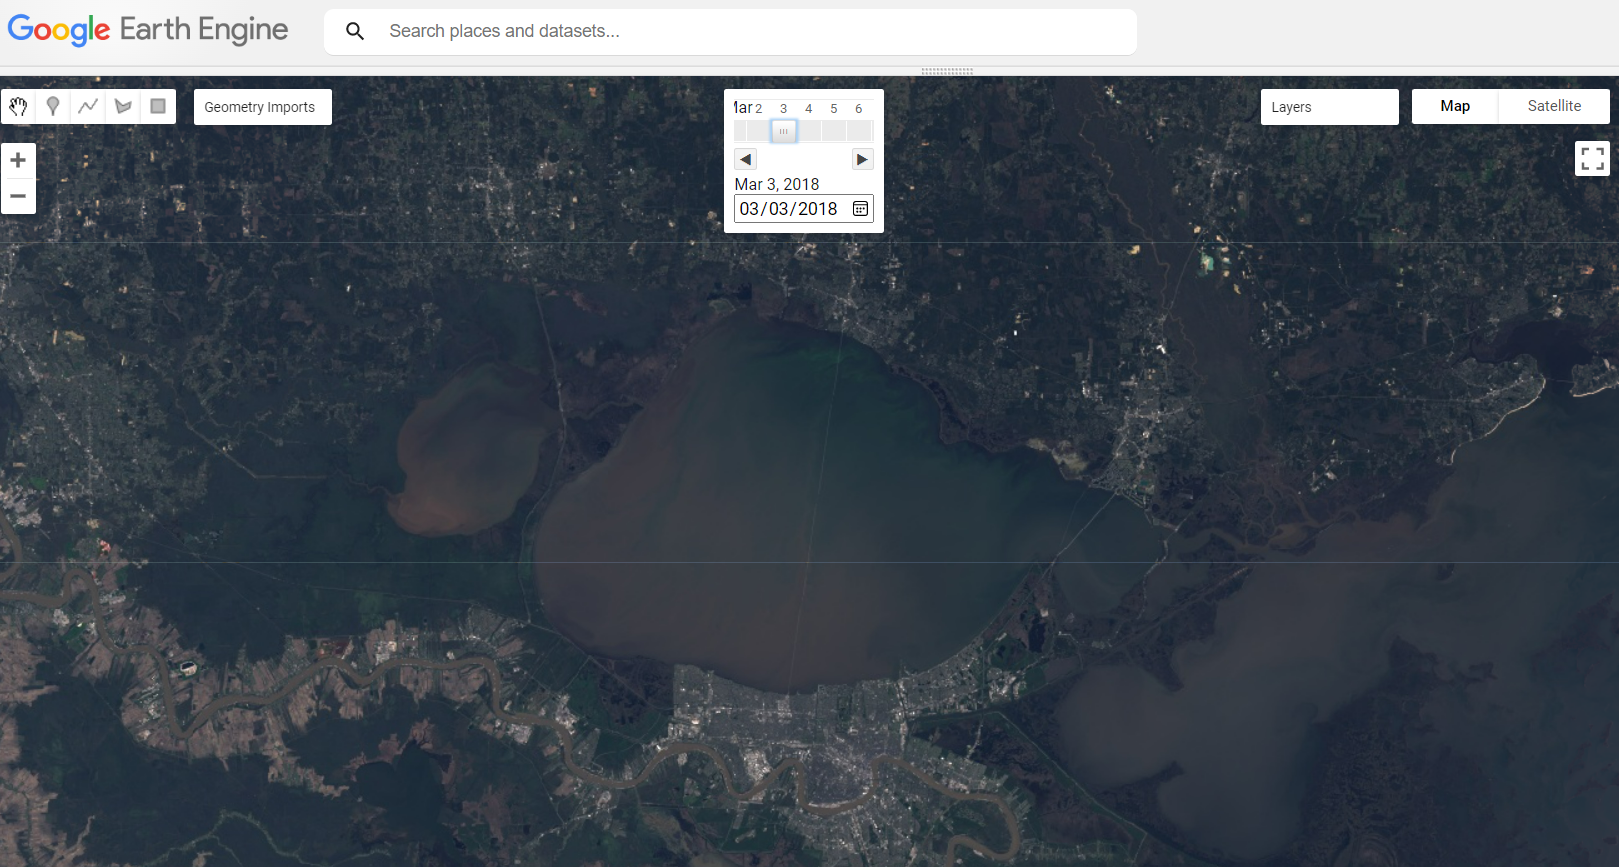 Google Earth Engine
Search places and datasets...
Geometry Imports
Mar 2 3 4 5 6
Mar 3, 2018
03/03/2018
Layers
Map Satellite